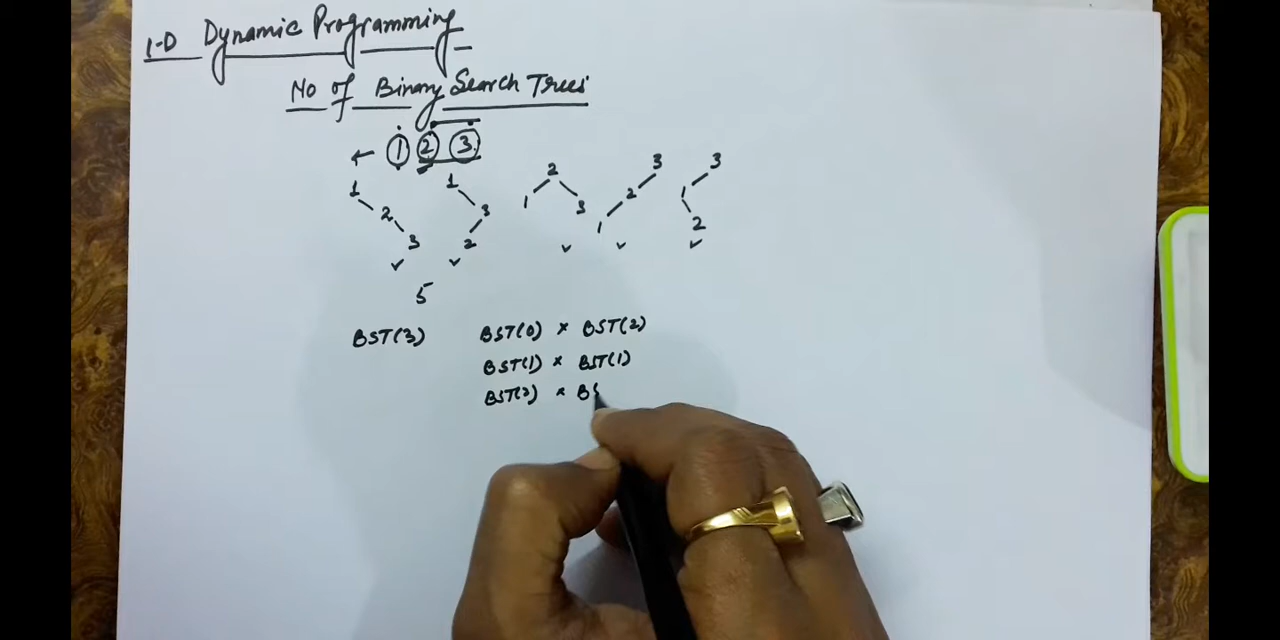 1-D Dynamic Programming
No of Binary Search Trees
← 1 2 3
1 1 2 3 3
2 3 1 3 2 1
3 2 1 2
5
BST(3) BST(0) × BST(2)
BST(1) × BST(1)
BST(2) × BS